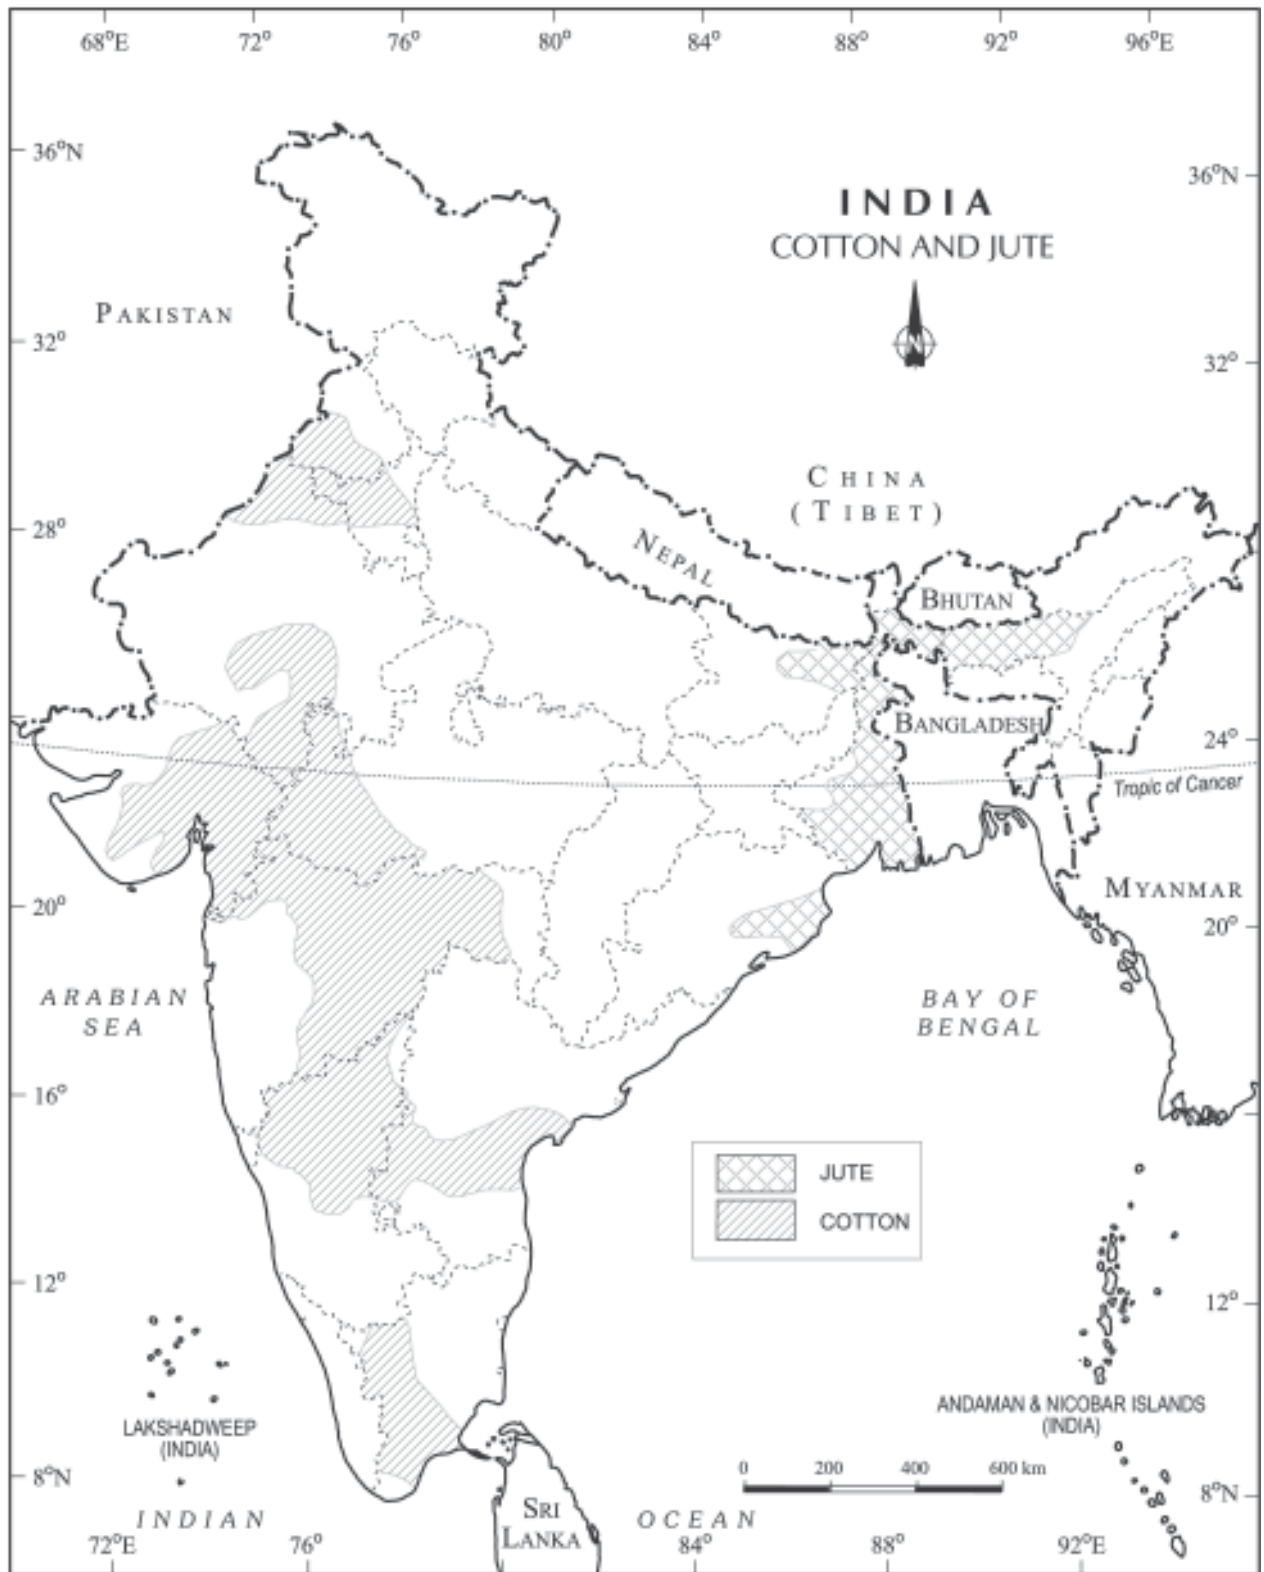 68°E 72° 76° 80° 84° 88° 92° 96°E
36°N
36°N
INDIA
COTTON AND JUTE
PAKISTAN
N
32°
32°
CHINA
(TIBET)
28°
NEPAL
BHUTAN
BANGLADESH
24°
Tropic of Cancer
MYANMAR
20°
20°
ARABIAN
SEA
BAY OF
BENGAL
16°
JUTE
COTTON
12°
12°
LAKSHADWEEP
(INDIA)
ANDAMAN & NICOBAR ISLANDS
(INDIA)
0 200 400 600 km
8°N
8°N
INDIAN
OCEAN
SRI
LANKA
72°E 76° 84° 88° 92°E